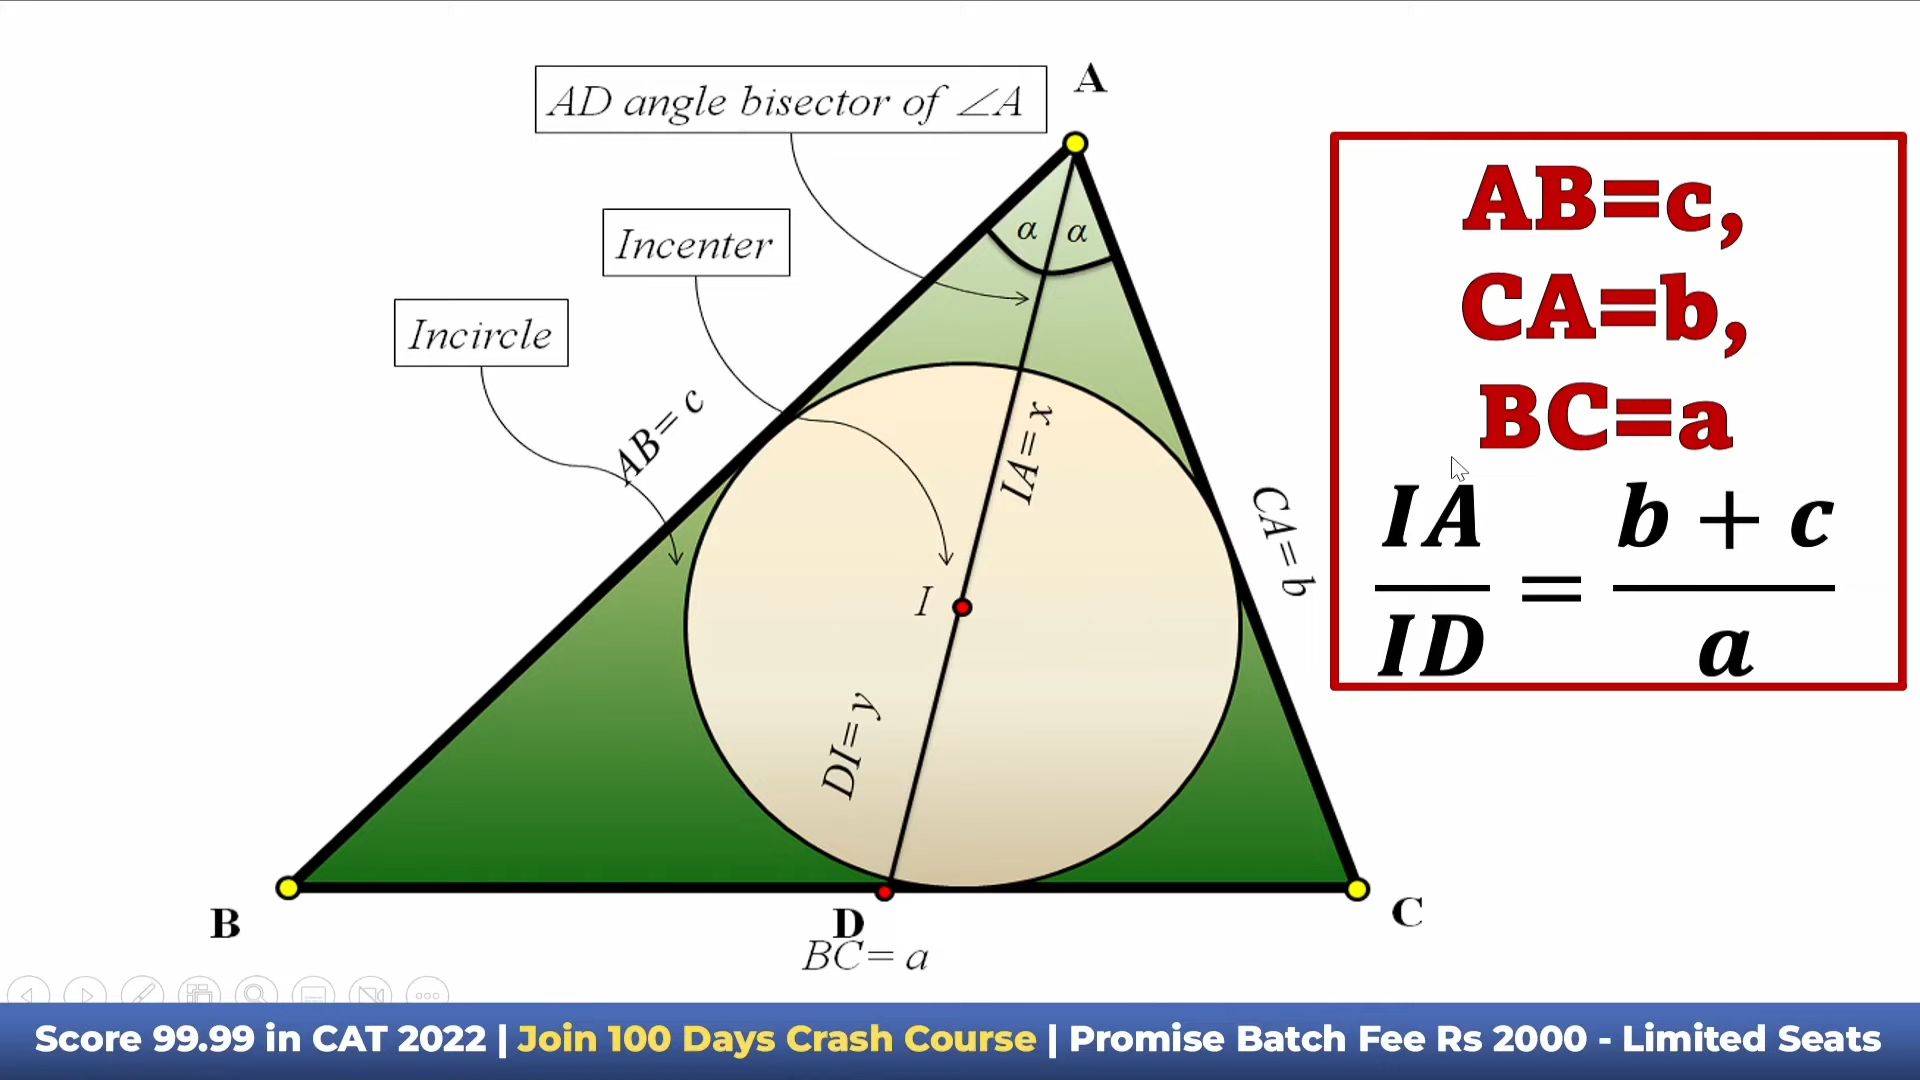 A
AD angle bisector of ∠A
Incenter
Incircle
α α
AB= c
IA= x
CA= b
I
DI= y
B
D
C
BC= a
AB=c,
CA=b,
BC=a
IA/ID = b + c/a
Score 99.99 in CAT 2022 | Join 100 Days Crash Course | Promise Batch Fee Rs 2000 - Limited Seats